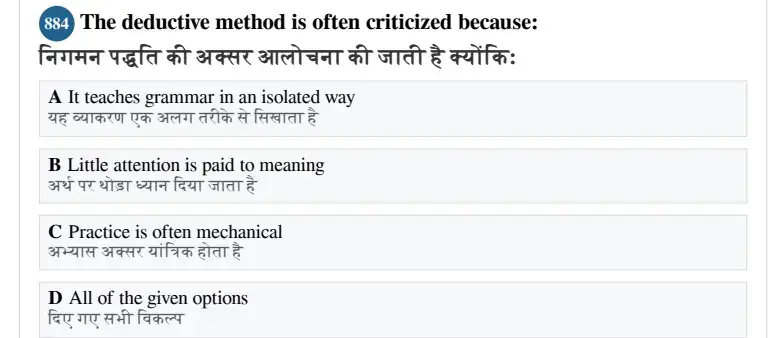 884 The deductive method is often criticized because:
निगमन पद्धति की अक्सर आलोचना की जाती है क्योंकि:
A It teaches grammar in an isolated way
यह व्याकरण एक अलग तरीके से सिखाता है
B Little attention is paid to meaning
अर्थ पर थोड़ा ध्यान दिया जाता है
C Practice is often mechanical
अभ्यास अक्सर यांत्रिक होता है
D All of the given options
दिए गए सभी विकल्प